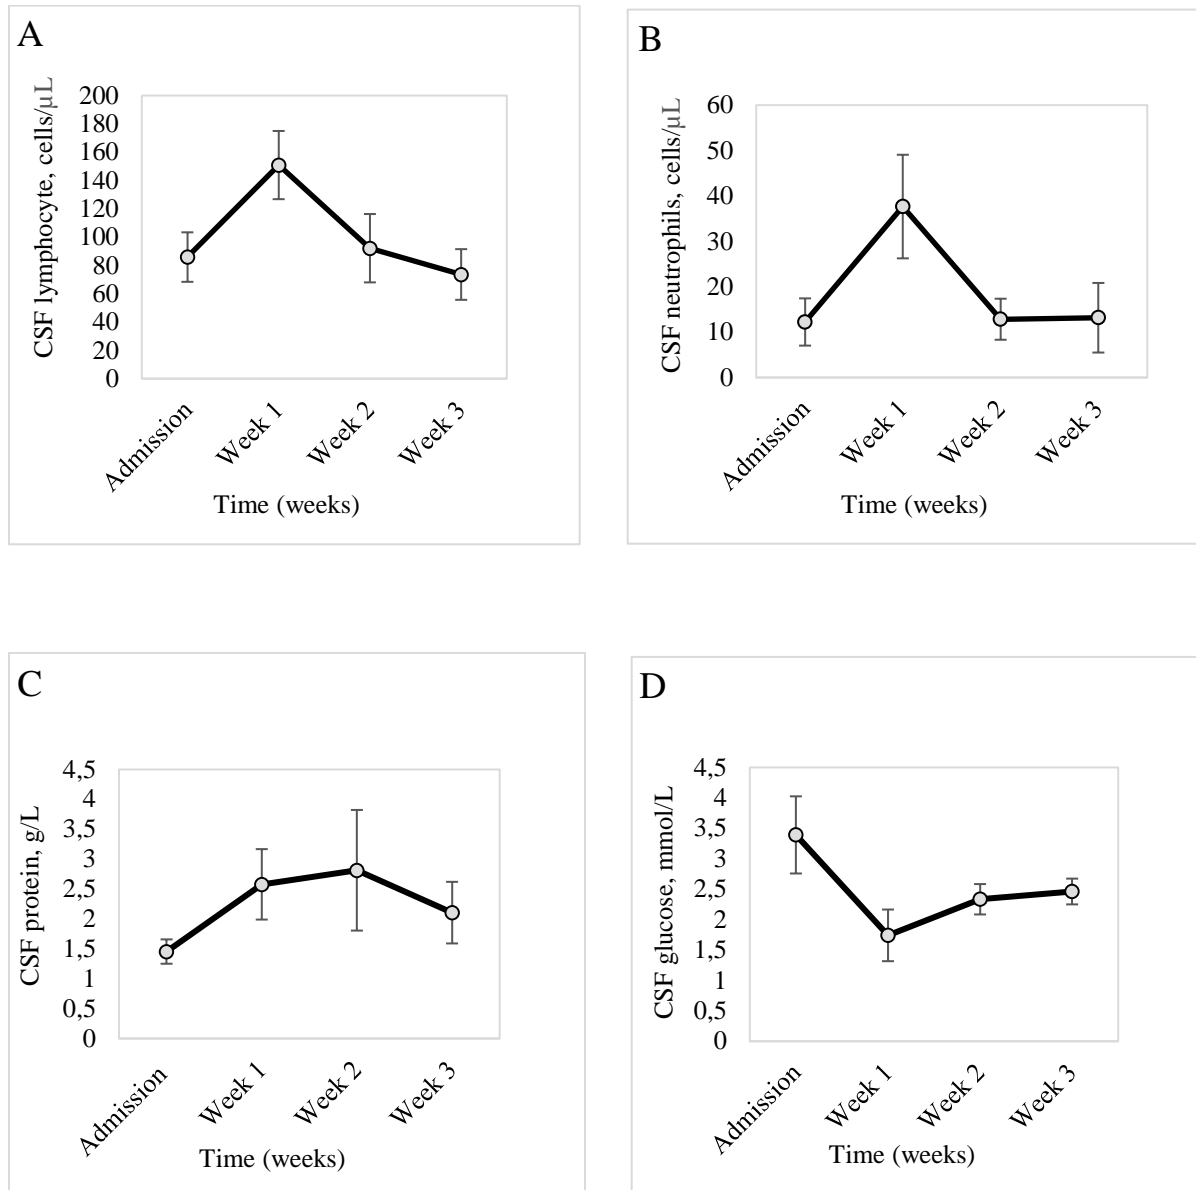 A
CSF lymphocyte, cells/µL
200
180
160
140
120
100
80
60
40
20
0
Admission
Week 1
Week 2
Week 3
Time (weeks)
B
CSF neutrophils, cells/µL
60
50
40
30
20
10
0
Admission
Week 1
Week 2
Week 3
Time (weeks)
C
CSF protein, g/L
4,5
4
3,5
3
2,5
2
1,5
1
0,5
0
Admission
Week 1
Week 2
Week 3
Time (weeks)
D
CSF glucose, mmol/L
4,5
4
3,5
3
2,5
2
1,5
1
0,5
0
Admission
Week 1
Week 2
Week 3
Time (weeks)